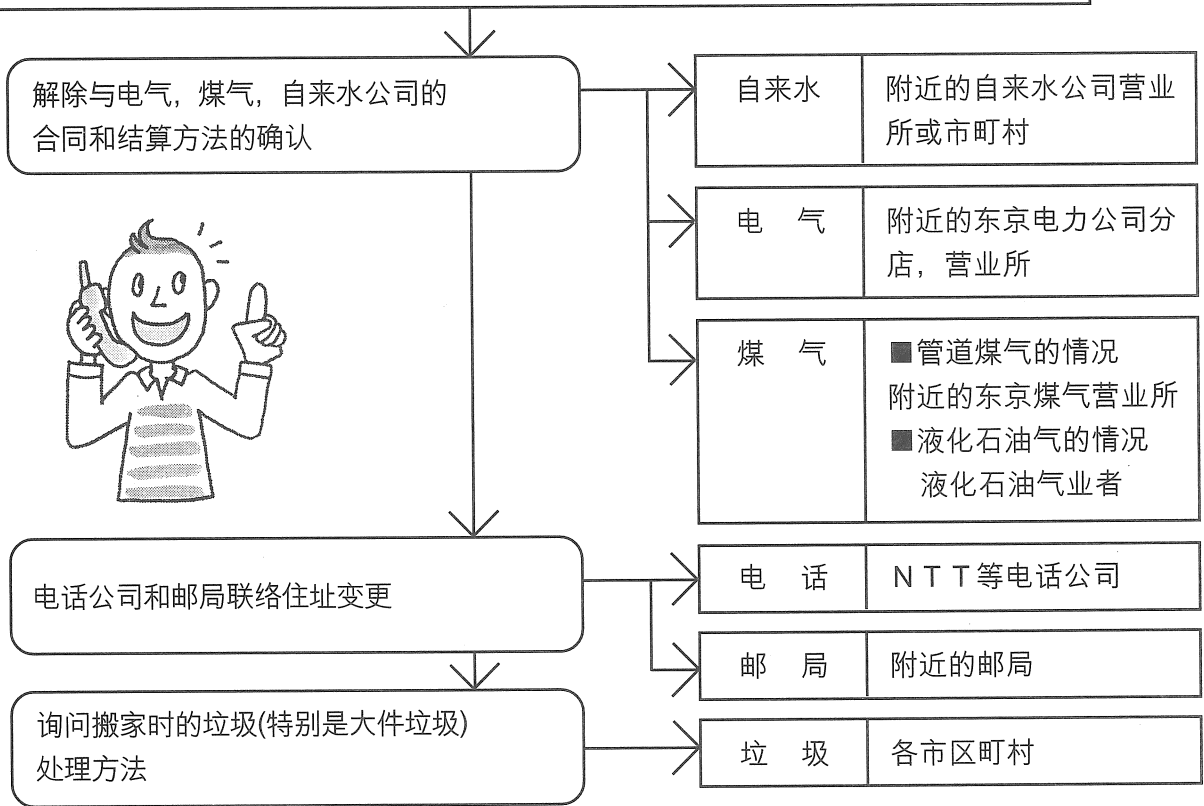 解除与电气，煤气，自来水公司的
合同和结算方法的确认
自来水
附近的自来水公司营业
所或市町村
电 气
附近的东京电力公司分
店，营业所
煤 气
■管道煤气的情况
附近的东京煤气营业所
■液化石油气的情况
液化石油气业者
电话公司和邮局联络住址变更
电 话
NTT等电话公司
邮 局
附近的邮局
询问搬家时的垃圾(特别是大件垃圾)
处理方法
垃 圾
各市区町村